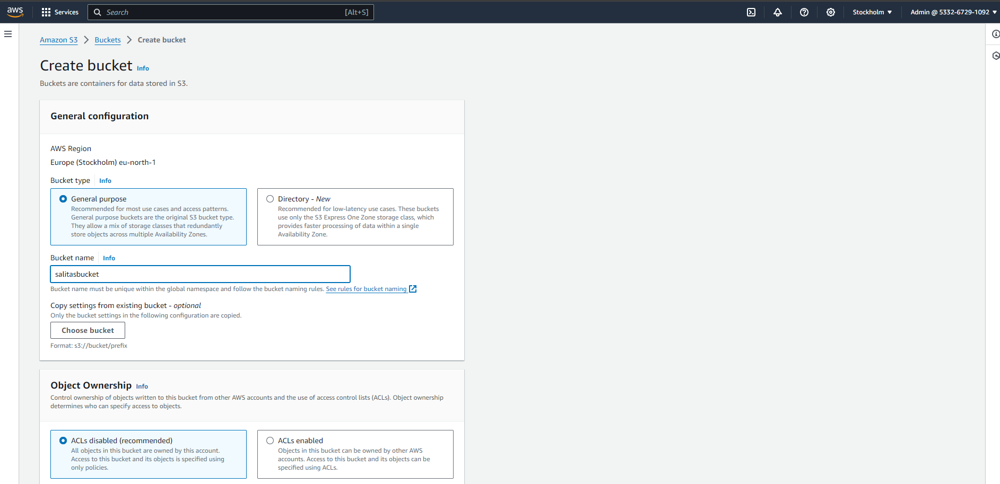 aws
Services
Search
[Alt+S]
Stockholm
Admin @ 5332-6729-1092
Amazon S3 > Buckets > Create bucket
Create bucket Info
Buckets are containers for data stored in S3.
General configuration
AWS Region
Europe (Stockholm) eu-north-1
Bucket type Info
General purpose
Recommended for most use cases and access patterns.
General purpose buckets are the original S3 bucket type.
They allow a mix of storage classes that redundantly
store objects across multiple Availability Zones.
Directory - New
Recommended for low-latency use cases. These buckets
use only the S3 Express One Zone storage class, which
provides faster processing of data within a single
Availability Zone.
Bucket name Info
salitasbucket
Bucket name must be unique within the global namespace and follow the bucket naming rules. See rules for bucket naming
Copy settings from existing bucket - optional
Only the bucket settings in the following configuration are copied.
Choose bucket
Format: s3://bucket/prefix
Object Ownership Info
Control ownership of objects written to this bucket from other AWS accounts and the use of access control lists (ACLs). Object ownership
determines who can specify access to objects.
ACLs disabled (recommended)
All objects in this bucket are owned by this account.
Access to this bucket and its objects is specified using
only policies.
ACLs enabled
Objects in this bucket can be owned by other AWS
accounts. Access to this bucket and its objects can be
specified using ACLs.